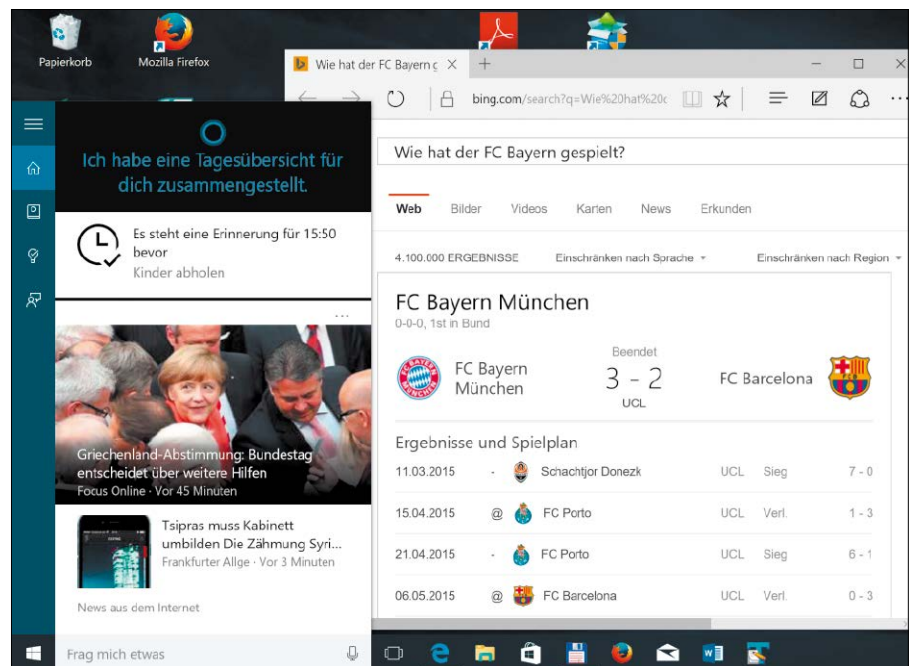 Papierkorb
Mozilla Firefox
Wie hat der FC Bayern g
bing.com/search?q=Wie%20hat%20c
Ich habe eine Tagesübersicht für
dich zusammengestellt.
Es steht eine Erinnerung für 15:50
bevor
Kinder abholen
...
Griechenland-Abstimmung: Bundestag
entscheidet über weitere Hilfen
Focus Online · Vor 45 Minuten
Tsipras muss Kabinett
umbilden Die Zähmung Syri...
Frankfurter Allge · Vor 3 Minuten
News aus dem Internet
Frag mich etwas
Wie hat der FC Bayern gespielt?
Web Bilder Videos Karten News Erkunden
4.100.000 ERGEBNISSE Einschränken nach Sprache Einschränken nach Region
FC Bayern München
0-0-0, 1st in Bund
Beendet
FC Bayern
München
3 - 2
FC Barcelona
UCL
Ergebnisse und Spielplan
11.03.2015 - Schachtjor Donezk UCL Sieg 7 - 0
15.04.2015 @ FC Porto UCL Verl. 1 - 3
21.04.2015 - FC Porto UCL Sieg 6 - 1
06.05.2015 @ FC Barcelona UCL Verl. 0 - 3